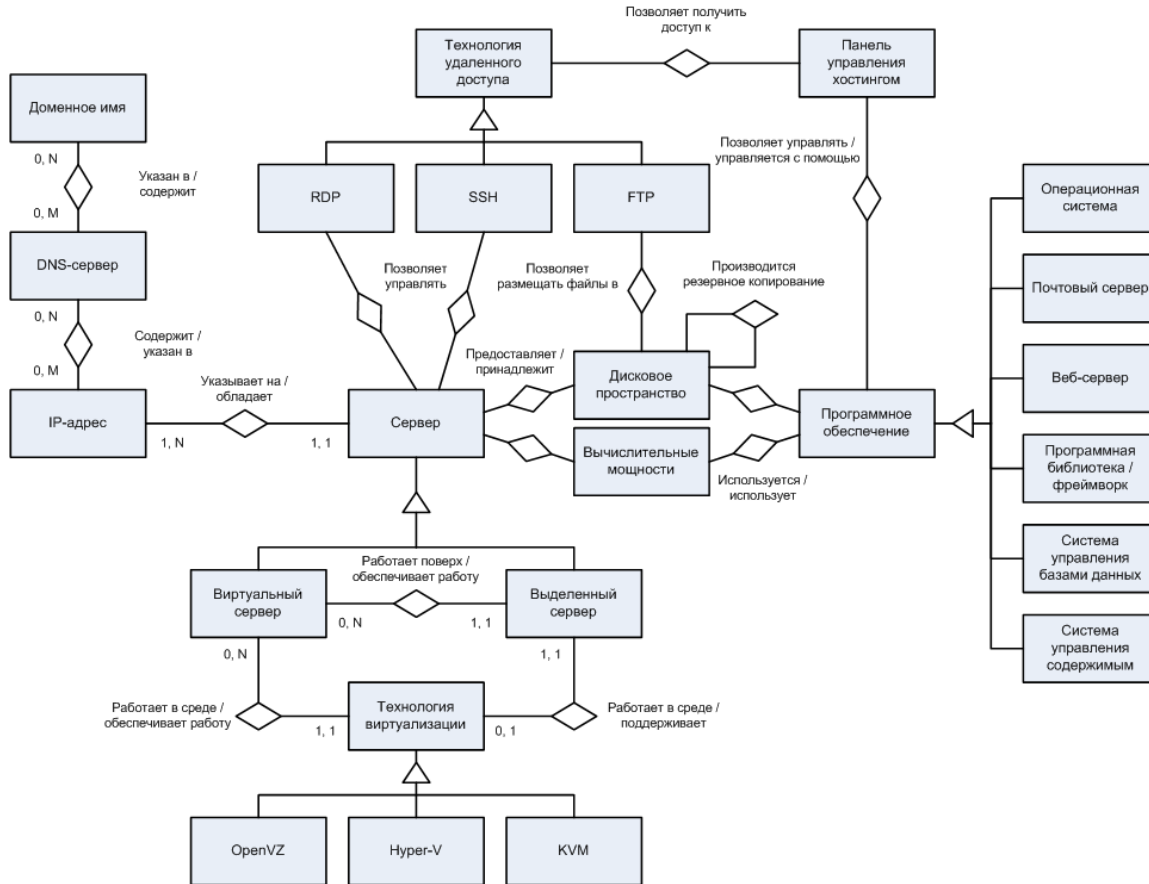 Позволяет получить
доступ к
Технология
удаленного
доступа
Панель
управления
хостингом
Доменное имя
0, N
Указан в /
содержит
0, M
DNS-сервер
0, N
Содержит /
указан в
0, M
IP-адрес
1, N
Указывает на /
обладает
1, 1
RDP
SSH
FTP
Позволяет управлять /
управляется с помощью
Позволяет
управлять
Позволяет
размещать файлы в
Производится
резервное копирование
Предоставляет /
принадлежит
Сервер
Дисковое
пространство
Вычислительные
мощности
Используется /
использует
Программное
обеспечение
Операционная
система
Почтовый сервер
Веб-сервер
Программная
библиотека /
фреймворк
Система
управления
базами данных
Система
управления
содержимым
Работает поверх /
обеспечивает работу
Виртуальный
сервер
0, N
1, 1
Выделенный
сервер
0, N
1, 1
Работает в среде /
обеспечивает работу
1, 1
Технология
виртуализации
0, 1
Работает в среде /
поддерживает
OpenVZ
Hyper-V
KVM